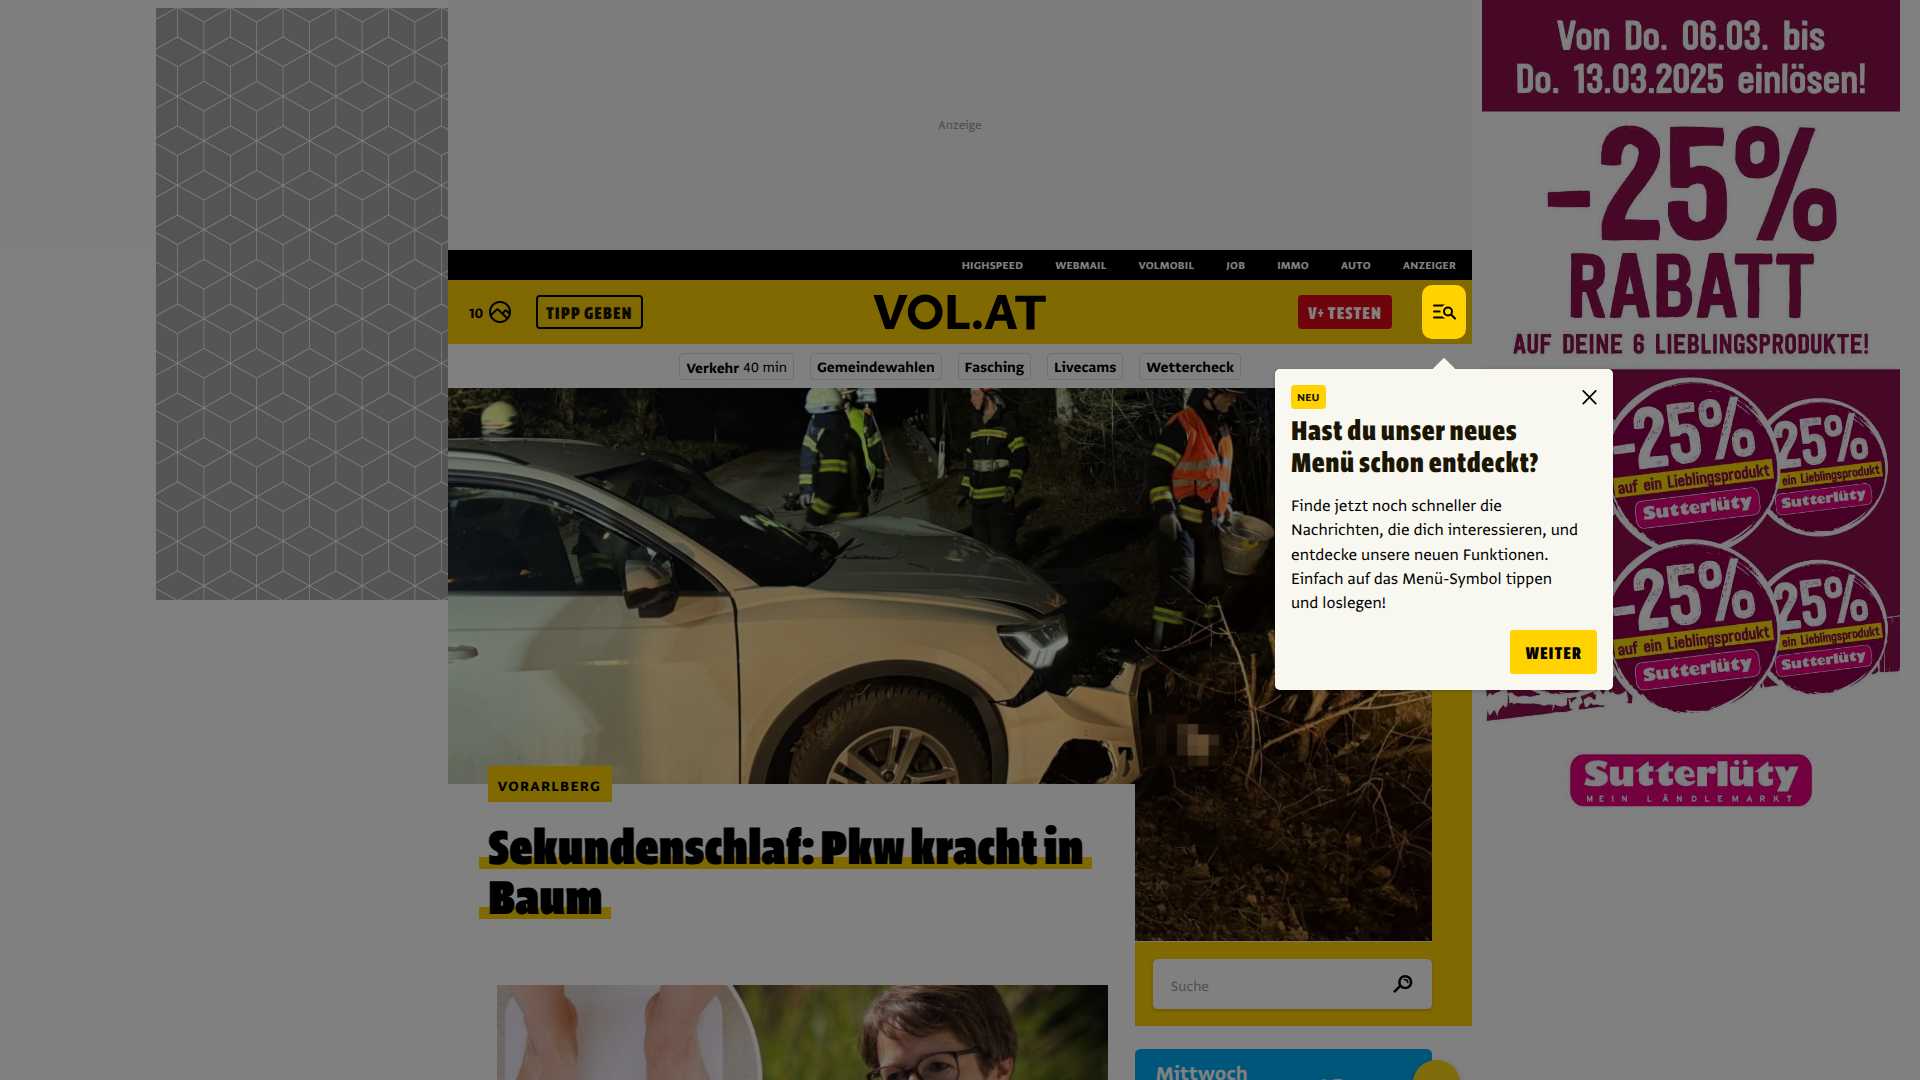 Von Do. 06.03. bis
Do. 13.03.2025 einlösen!
-25%
RABATT
AUF DEINE 6 LIEBLINGSPRODUKTE!
Anzeige
HIGHSPEED WEBMAIL VOLMOBIL JOB IMMO AUTO ANZEIGER
10 TIPP GEBEN VOL.AT V+ TESTEN
Verkehr 40 min Gemeindewahlen Fasching Livecams Wettercheck
NEU
Hast du unser neues
Menü schon entdeckt?
Finde jetzt noch schneller die
Nachrichten, die dich interessieren, und
entdecke unsere neuen Funktionen.
Einfach auf das Menü-Symbol tippen
und loslegen!
WEITER
-25% 25%
auf ein Lieblingsprodukt ein Lieblingsprodukt
Sutterlüty Sutterlüty
-25% 25%
auf ein Lieblingsprodukt ein Lieblingsprodukt
Sutterlüty Sutterlüty
Sutterlüty
MEIN LÄNDLEMARKT
VORARLBERG
Sekundenschlaf: Pkw kracht in
Baum
Suche
Mittwoch